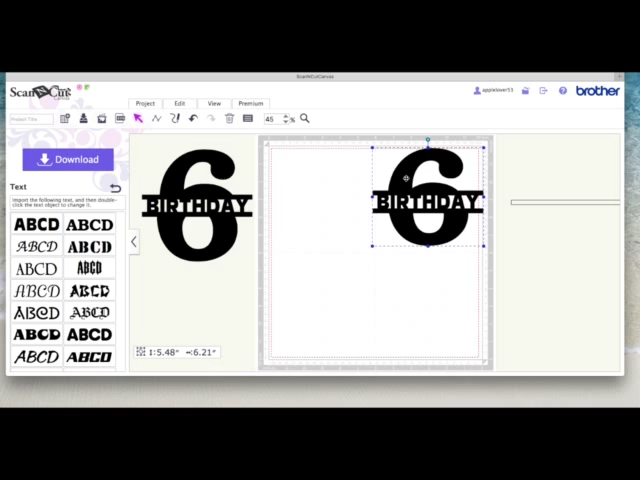 ScanNCutCanvas
ScanNCut
applelover53
brother
Project Edit View Premium
Project Title
45 %
Download
Text
Import the following text, and then double-
click the text object to change it.
ABCD ABCD
ABCD ABCD
ABCD ABCD
ABCD ABCD
ABCD ABCD
ABCD ABCD
ABCD ABCD
6
BIRTHDAY
6
BIRTHDAY
↕:5.48" ↔:6.21"